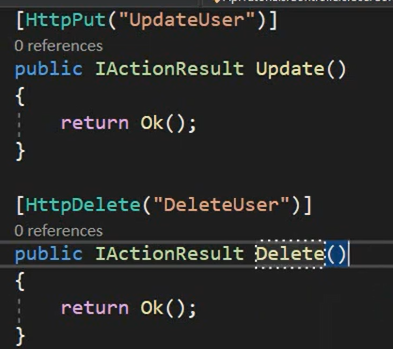 [HttpPut("UpdateUser")]
0 references
public IActionResult Update()
{
return Ok();
}
[HttpDelete("DeleteUser")]
0 references
public IActionResult Delete()
{
return Ok();
}